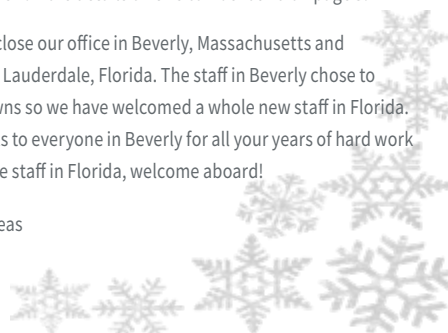 close our office in Beverly, Massachusetts and
Lauderdale, Florida. The staff in Beverly chose to
so we have welcomed a whole new staff in Florida.
to everyone in Beverly for all your years of hard work
staff in Florida, welcome aboard!